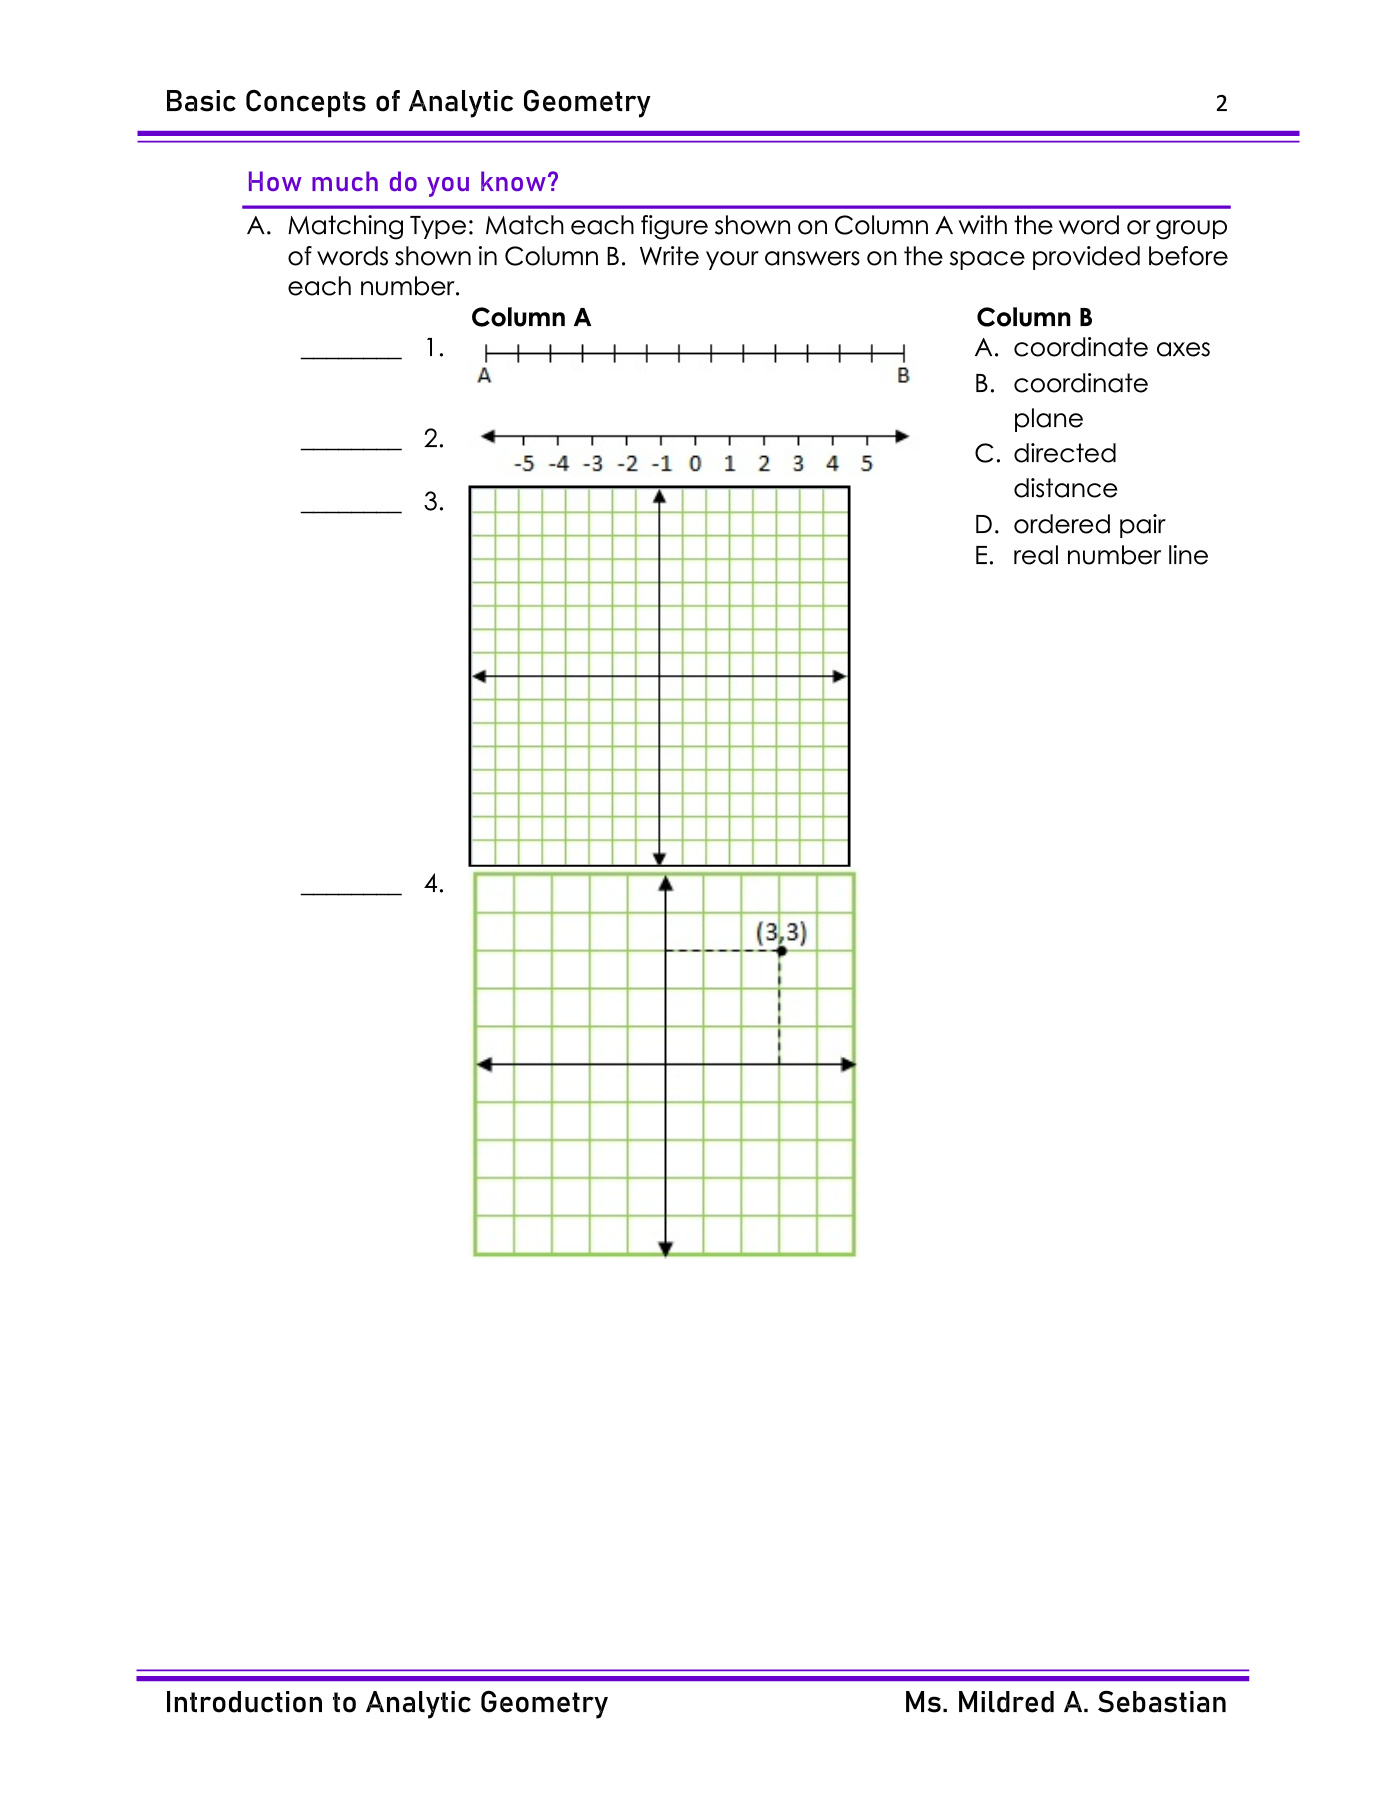 Basic Concepts of Analytic Geometry 2
How much do you know?
A. Matching Type: Match each figure shown on Column A with the word or group
of words shown in Column B. Write your answers on the space provided before
each number.
Column A Column B
________ 1. A. coordinate axes
A B
B. coordinate
plane
________ 2. C. directed
-5 -4 -3 -2 -1 0 1 2 3 4 5
distance
________ 3. D. ordered pair
E. real number line
________ 4.
(3,3)
Introduction to Analytic Geometry Ms. Mildred A. Sebastian